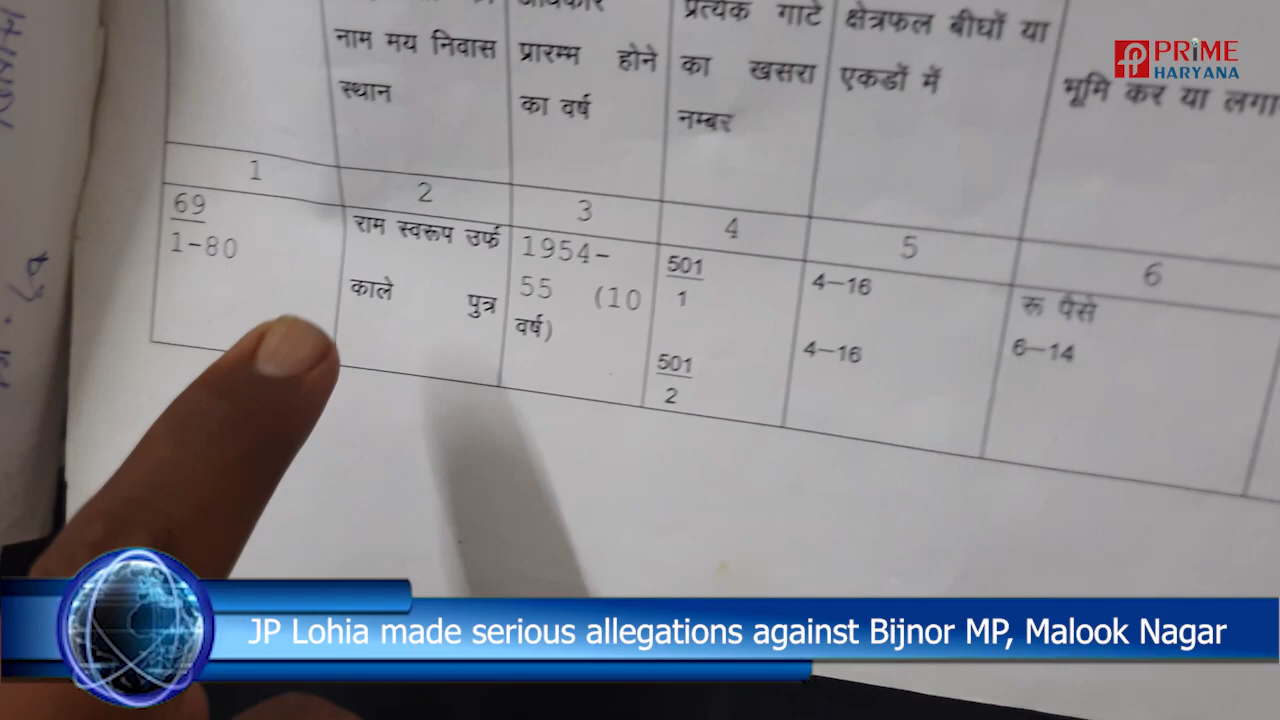 अधिकार
प्रत्येक गाटे
क्षेत्रफल बीघों या
नाम मय निवास
प्रारम्भ होने
का खसरा
एकडों में
भूमि कर या लगा
स्थान
का वर्ष
नम्बर
PRiME
HARYANA
1
2
3
4
5
6
69
1-80
राम स्वरूप उर्फ
काले पुत्र
1954-
55 (10
वर्ष)
501
1
501
2
4-16
4-16
रू पैसे
6-14
JP Lohia made serious allegations against Bijnor MP, Malook Nagar